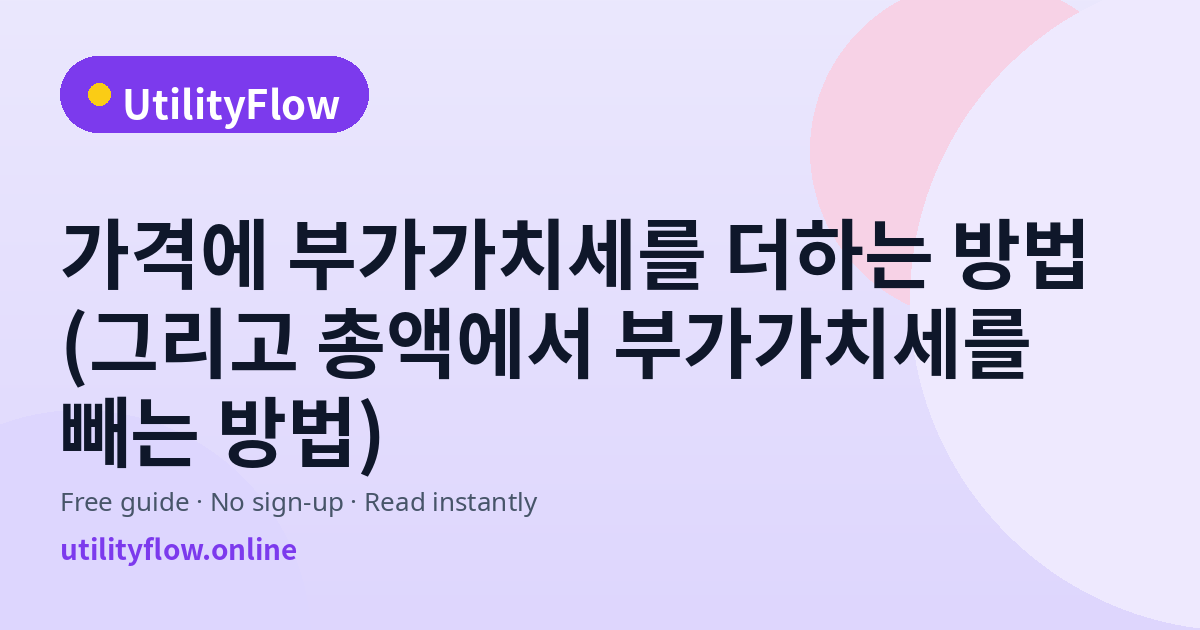 UtilityFlow
가격에 부가가치세를 더하는 방법
(그리고 총액에서 부가가치세를
빼는 방법)
Free guide · No sign-up · Read instantly
utilityflow.online